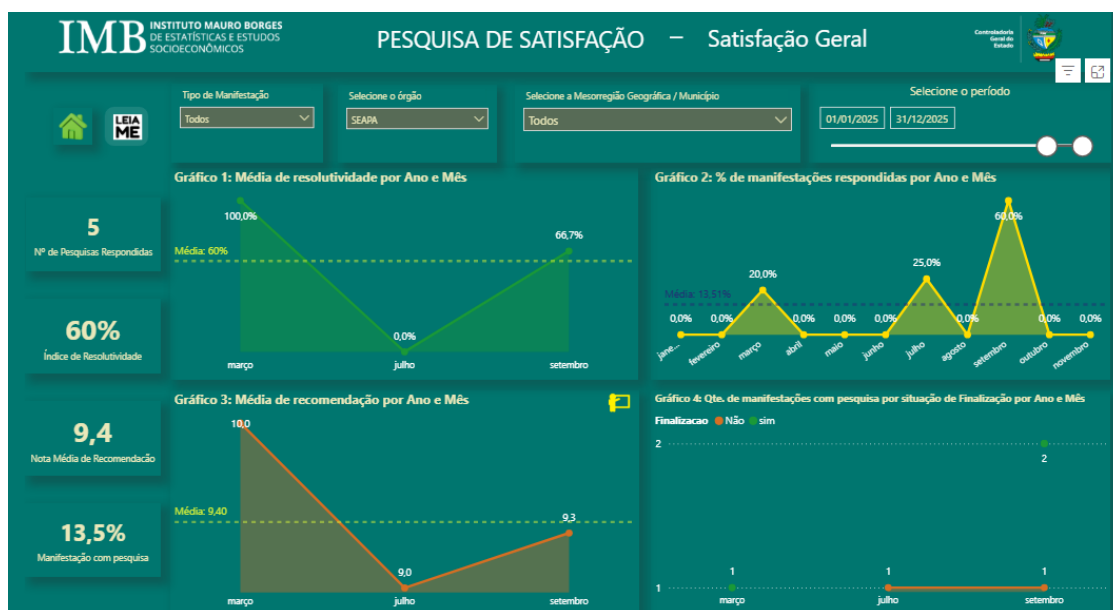 IMB
INSTITUTO MAURO BORGES
DE ESTATÍSTICAS E ESTUDOS
SOCIOECONÔMICOS
PESQUISA DE SATISFAÇÃO – Satisfação Geral
Controladoria
Geral do
Estado
LEIA
ME
Tipo de Manifestação
Todos
Selecione o órgão
SEAPA
Selecione a Mesorregião Geográfica / Município
Todos
Selecione o período
01/01/2025 31/12/2025
5
Nº de Pesquisas Respondidas
60%
Índice de Resolutividade
9,4
Nota Média de Recomendacão
13,5%
Manifestação com pesquisa
Gráfico 1: Média de resolutividade por Ano e Mês
100,0%
66,7%
Média: 60%
0,0%
março julho setembro
Gráfico 2: % de manifestações respondidas por Ano e Mês
60,0%
25,0%
20,0%
Média: 13,51%
0,0% 0,0% 0,0% 0,0% 0,0% 0,0% 0,0% 0,0%
jane... fevereiro março abril maio junho julho agosto setembro outubro novembro
Gráfico 3: Média de recomendação por Ano e Mês
10,0
Média: 9,40
9,3
9,0
março julho setembro
Gráfico 4: Qte. de manifestações com pesquisa por situação de Finalização por Ano e Mês
Finalizacao Não sim
2
2
1 1 1
1
março julho setembro